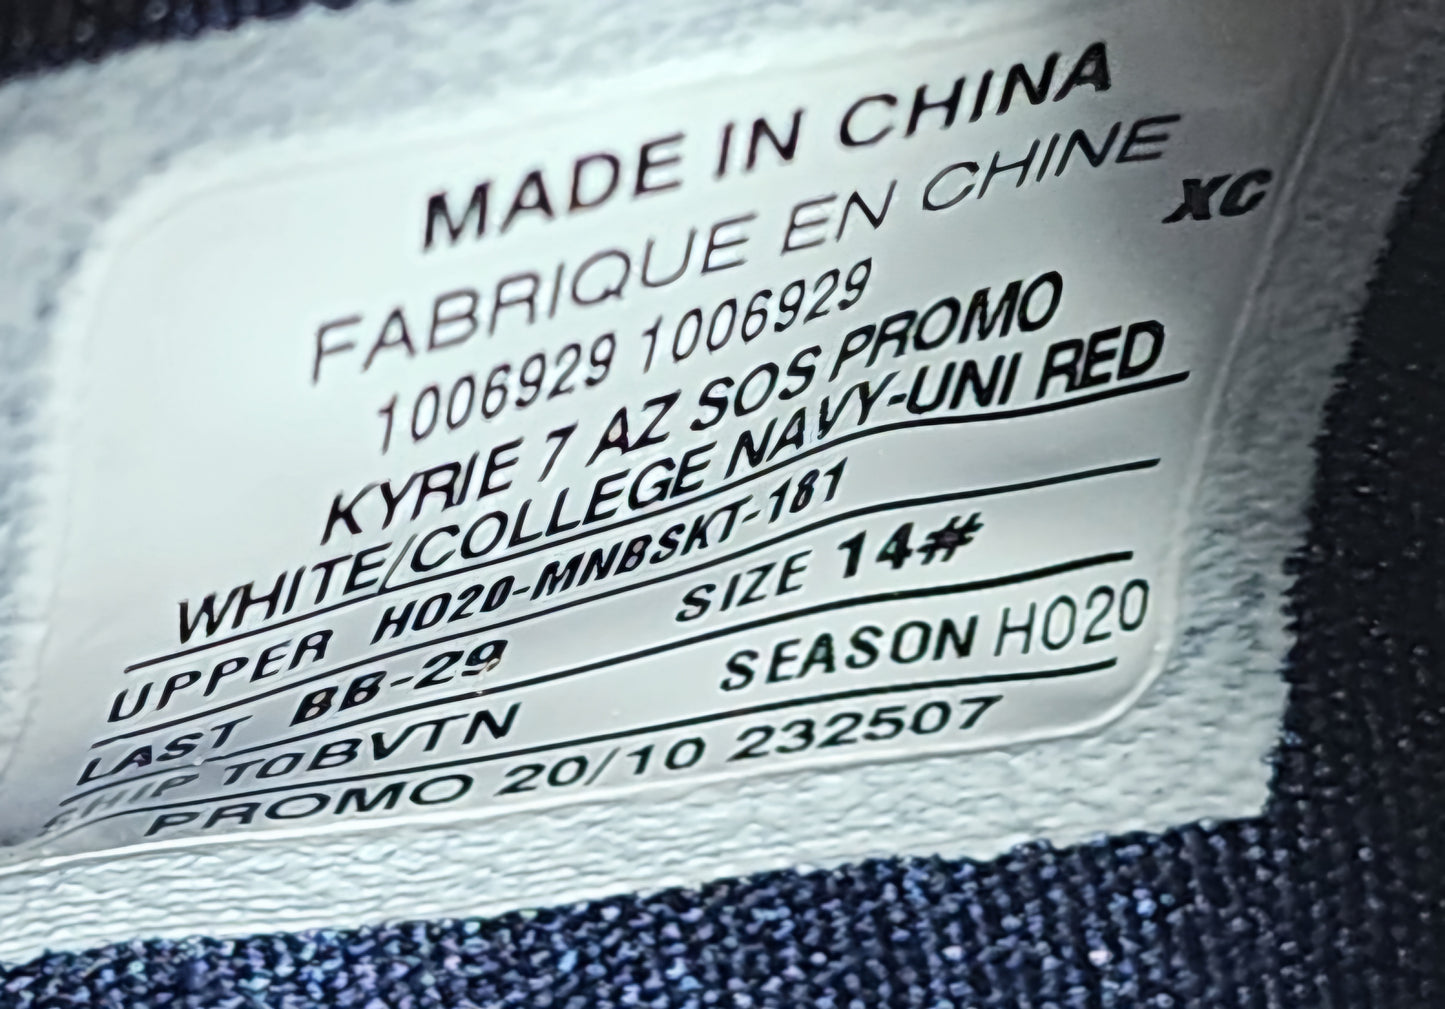 MADE IN CHINA
FABRIQUE EN CHINE
XC
1006929 1006929
KYRIE 7 AZ SOS PROMO
WHITE/COLLEGE NAVY-UNI RED
UPPER HO20-MNBSKT-181
LAST BB-29 SIZE 14#
SHIP TOBVTN SEASON HO20
PROMO 20/10 232507